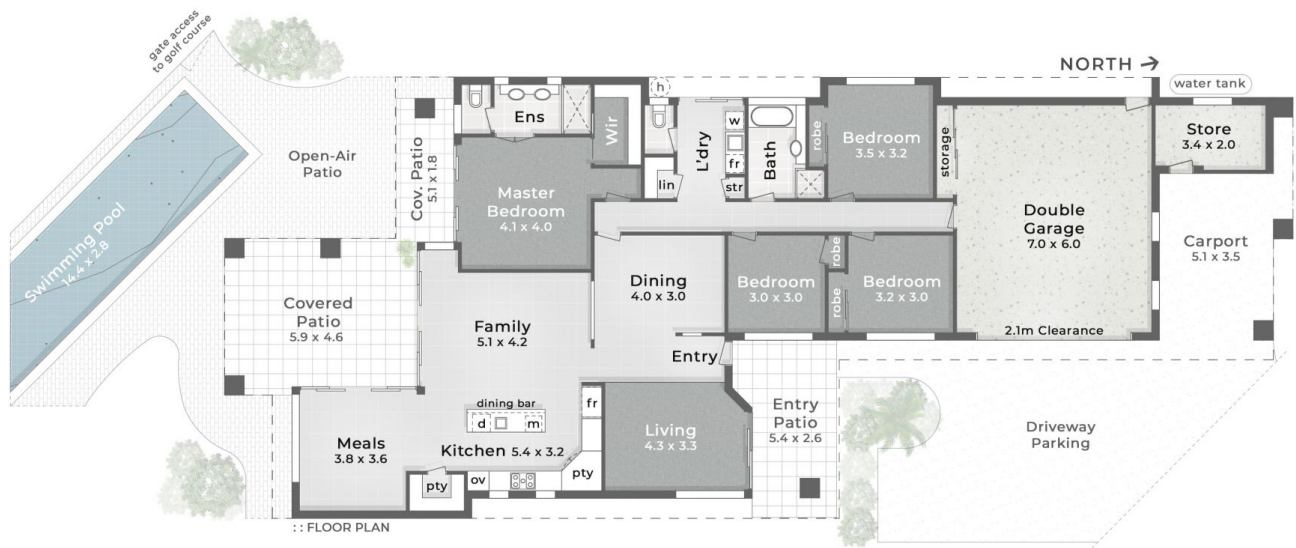 gate access
to golf course
NORTH →
water tank
h
Ens
Wir
w
fr
L'dry
lin
str
Bath
robe
Bedroom
3.5 x 3.2
storage
Store
3.4 x 2.0
Open-Air
Patio
Cov. Patio
5.1 x 1.8
Master
Bedroom
4.1 x 4.0
Double
Garage
7.0 x 6.0
Carport
5.1 x 3.5
Swimming Pool
14.4 x 2.8
Covered
Patio
5.9 x 4.6
Family
5.1 x 4.2
Dining
4.0 x 3.0
Bedroom
3.0 x 3.0
robe
robe
Bedroom
3.2 x 3.0
2.1m Clearance
Entry
dining bar
d
m
fr
Meals
3.8 x 3.6
Kitchen 5.4 x 3.2
pty
ov
pty
Living
4.3 x 3.3
Entry
Patio
5.4 x 2.6
Driveway
Parking
:: FLOOR PLAN